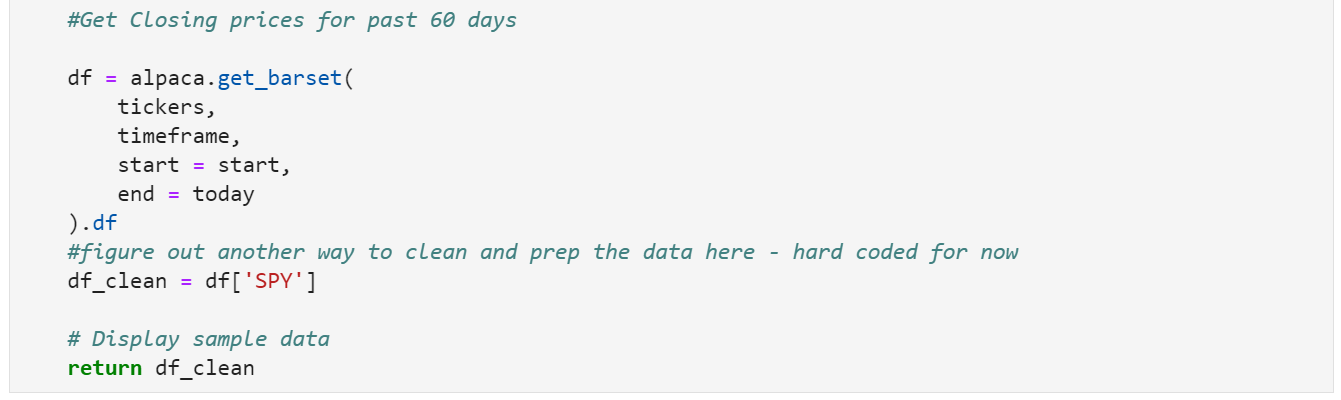 #Get Closing prices for past 60 days
df = alpaca.get_barset(
tickers,
timeframe,
start = start,
end = today
).df
#figure out another way to clean and prep the data here - hard coded for now
df_clean = df['SPY']
# Display sample data
return df_clean